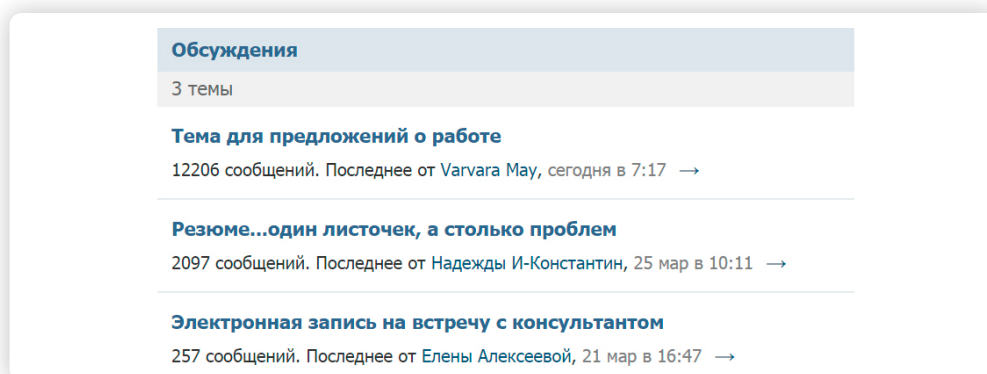 Обсуждения
3 темы
Тема для предложений о работе
12206 сообщений. Последнее от Varvara May, сегодня в 7:17 →
Резюме...один листочек, а столько проблем
2097 сообщений. Последнее от Надежды И-Константин, 25 мар в 10:11 →
Электронная запись на встречу с консультантом
257 сообщений. Последнее от Елены Алексеевой, 21 мар в 16:47 →